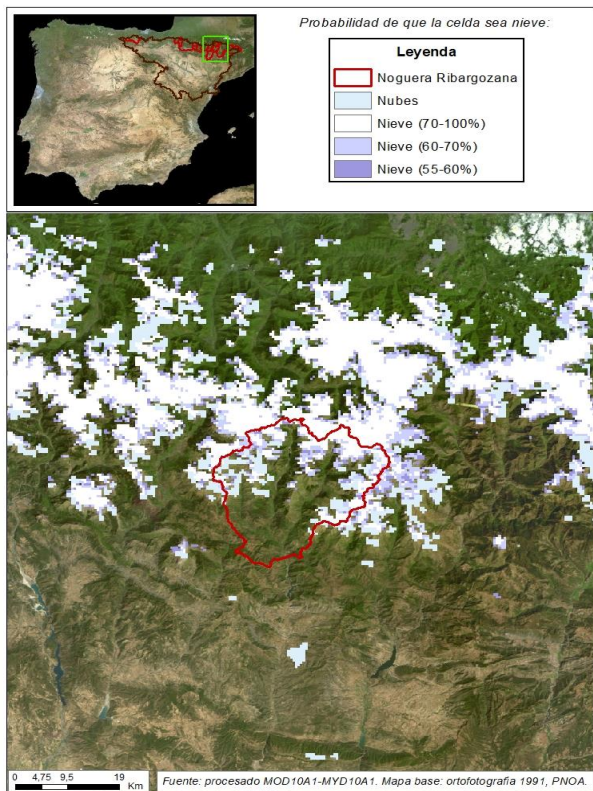 Probabilidad de que la celda sea nieve:
Leyenda
Noguera Ribargozana
Nubes
Nieve (70-100%)
Nieve (60-70%)
Nieve (55-60%)
0 4,75 9,5 19
Km
Fuente: procesado MOD10A1-MYD10A1. Mapa base: ortofotografia 1991, PNOA.